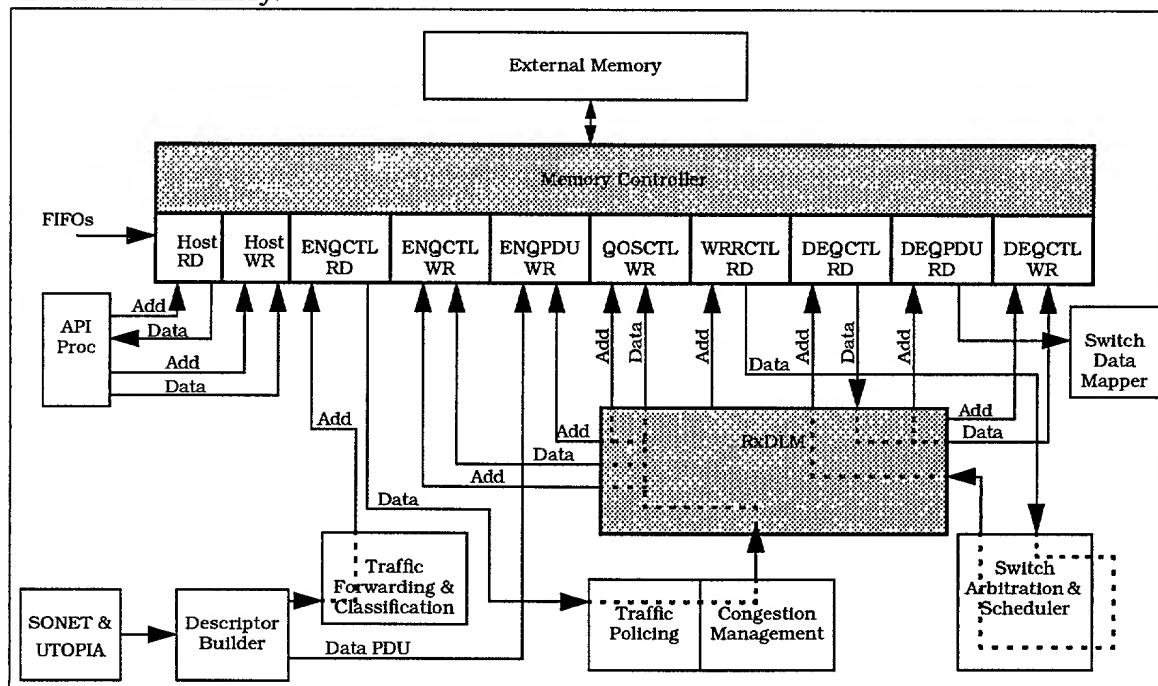 External Memory
Memory Controller
FIFOs
Host
RD
Host
WR
ENQCTL
RD
ENQCTL
WR
ENQPDU
WR
QOSCTL
WR
WRRCTL
RD
DEQCTL
RD
DEQPDU
RD
DEQCTL
WR
API
Proc
Add
Data
Add
Data
Add
Data
Add
Data
Add
Data
Add
Switch
Data
Mapper
RxDLM
Add
Data
Add
Add
Data
Add
Data
Traffic
Forwarding &
Classification
SONET &
UTOPIA
Descriptor
Builder
Data PDU
Traffic
Policing
Congestion
Management
Switch
Arbitration &
Scheduler